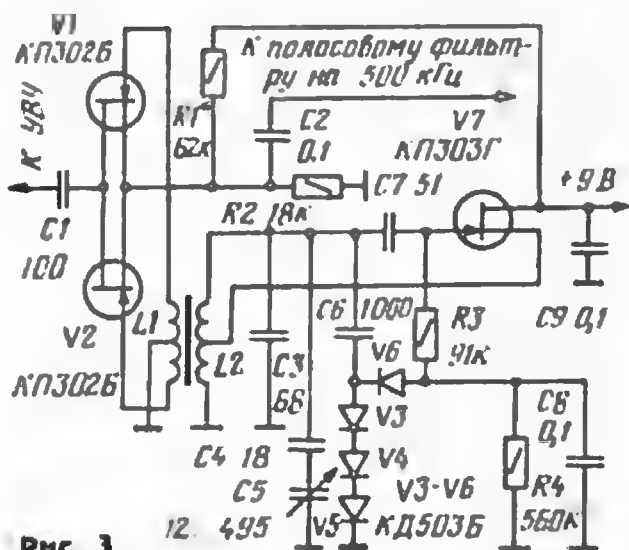 V1
КП302Б
К УВЧ
К полосовому фильт-
ру на 500 кГц
R1
62к
C2
0.1
V7
КП303Г
+9 В
C1
100
R2 18к
C7 51
V2
КП302Б
L1
L2
C3
68
C6 1000
R3
91к
C9 0,1
V6
V3
V4
V5
V3-V6
КД503Б
C4 18
C5
12. 495
C8
0,1
R4
560к
Рис. 3